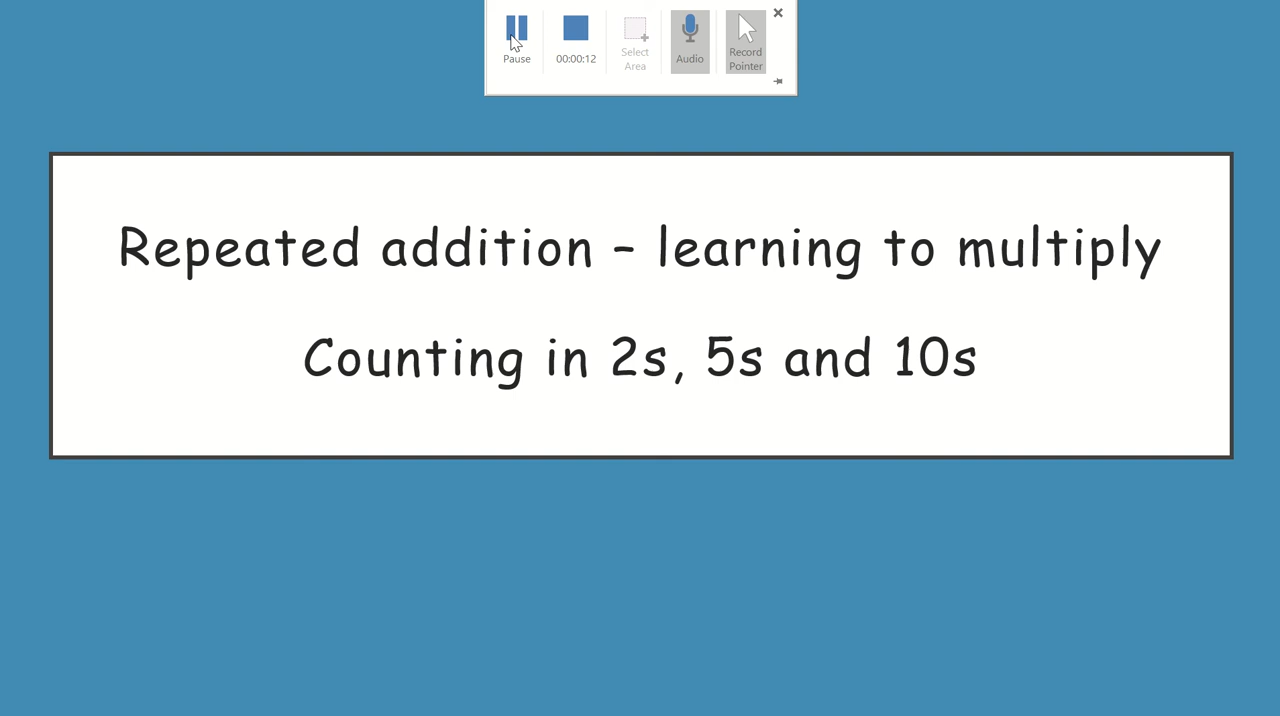 Pause
00:00:12
Select
Area
Audio
Record
Pointer
Repeated addition – learning to multiply
Counting in 2s, 5s and 10s